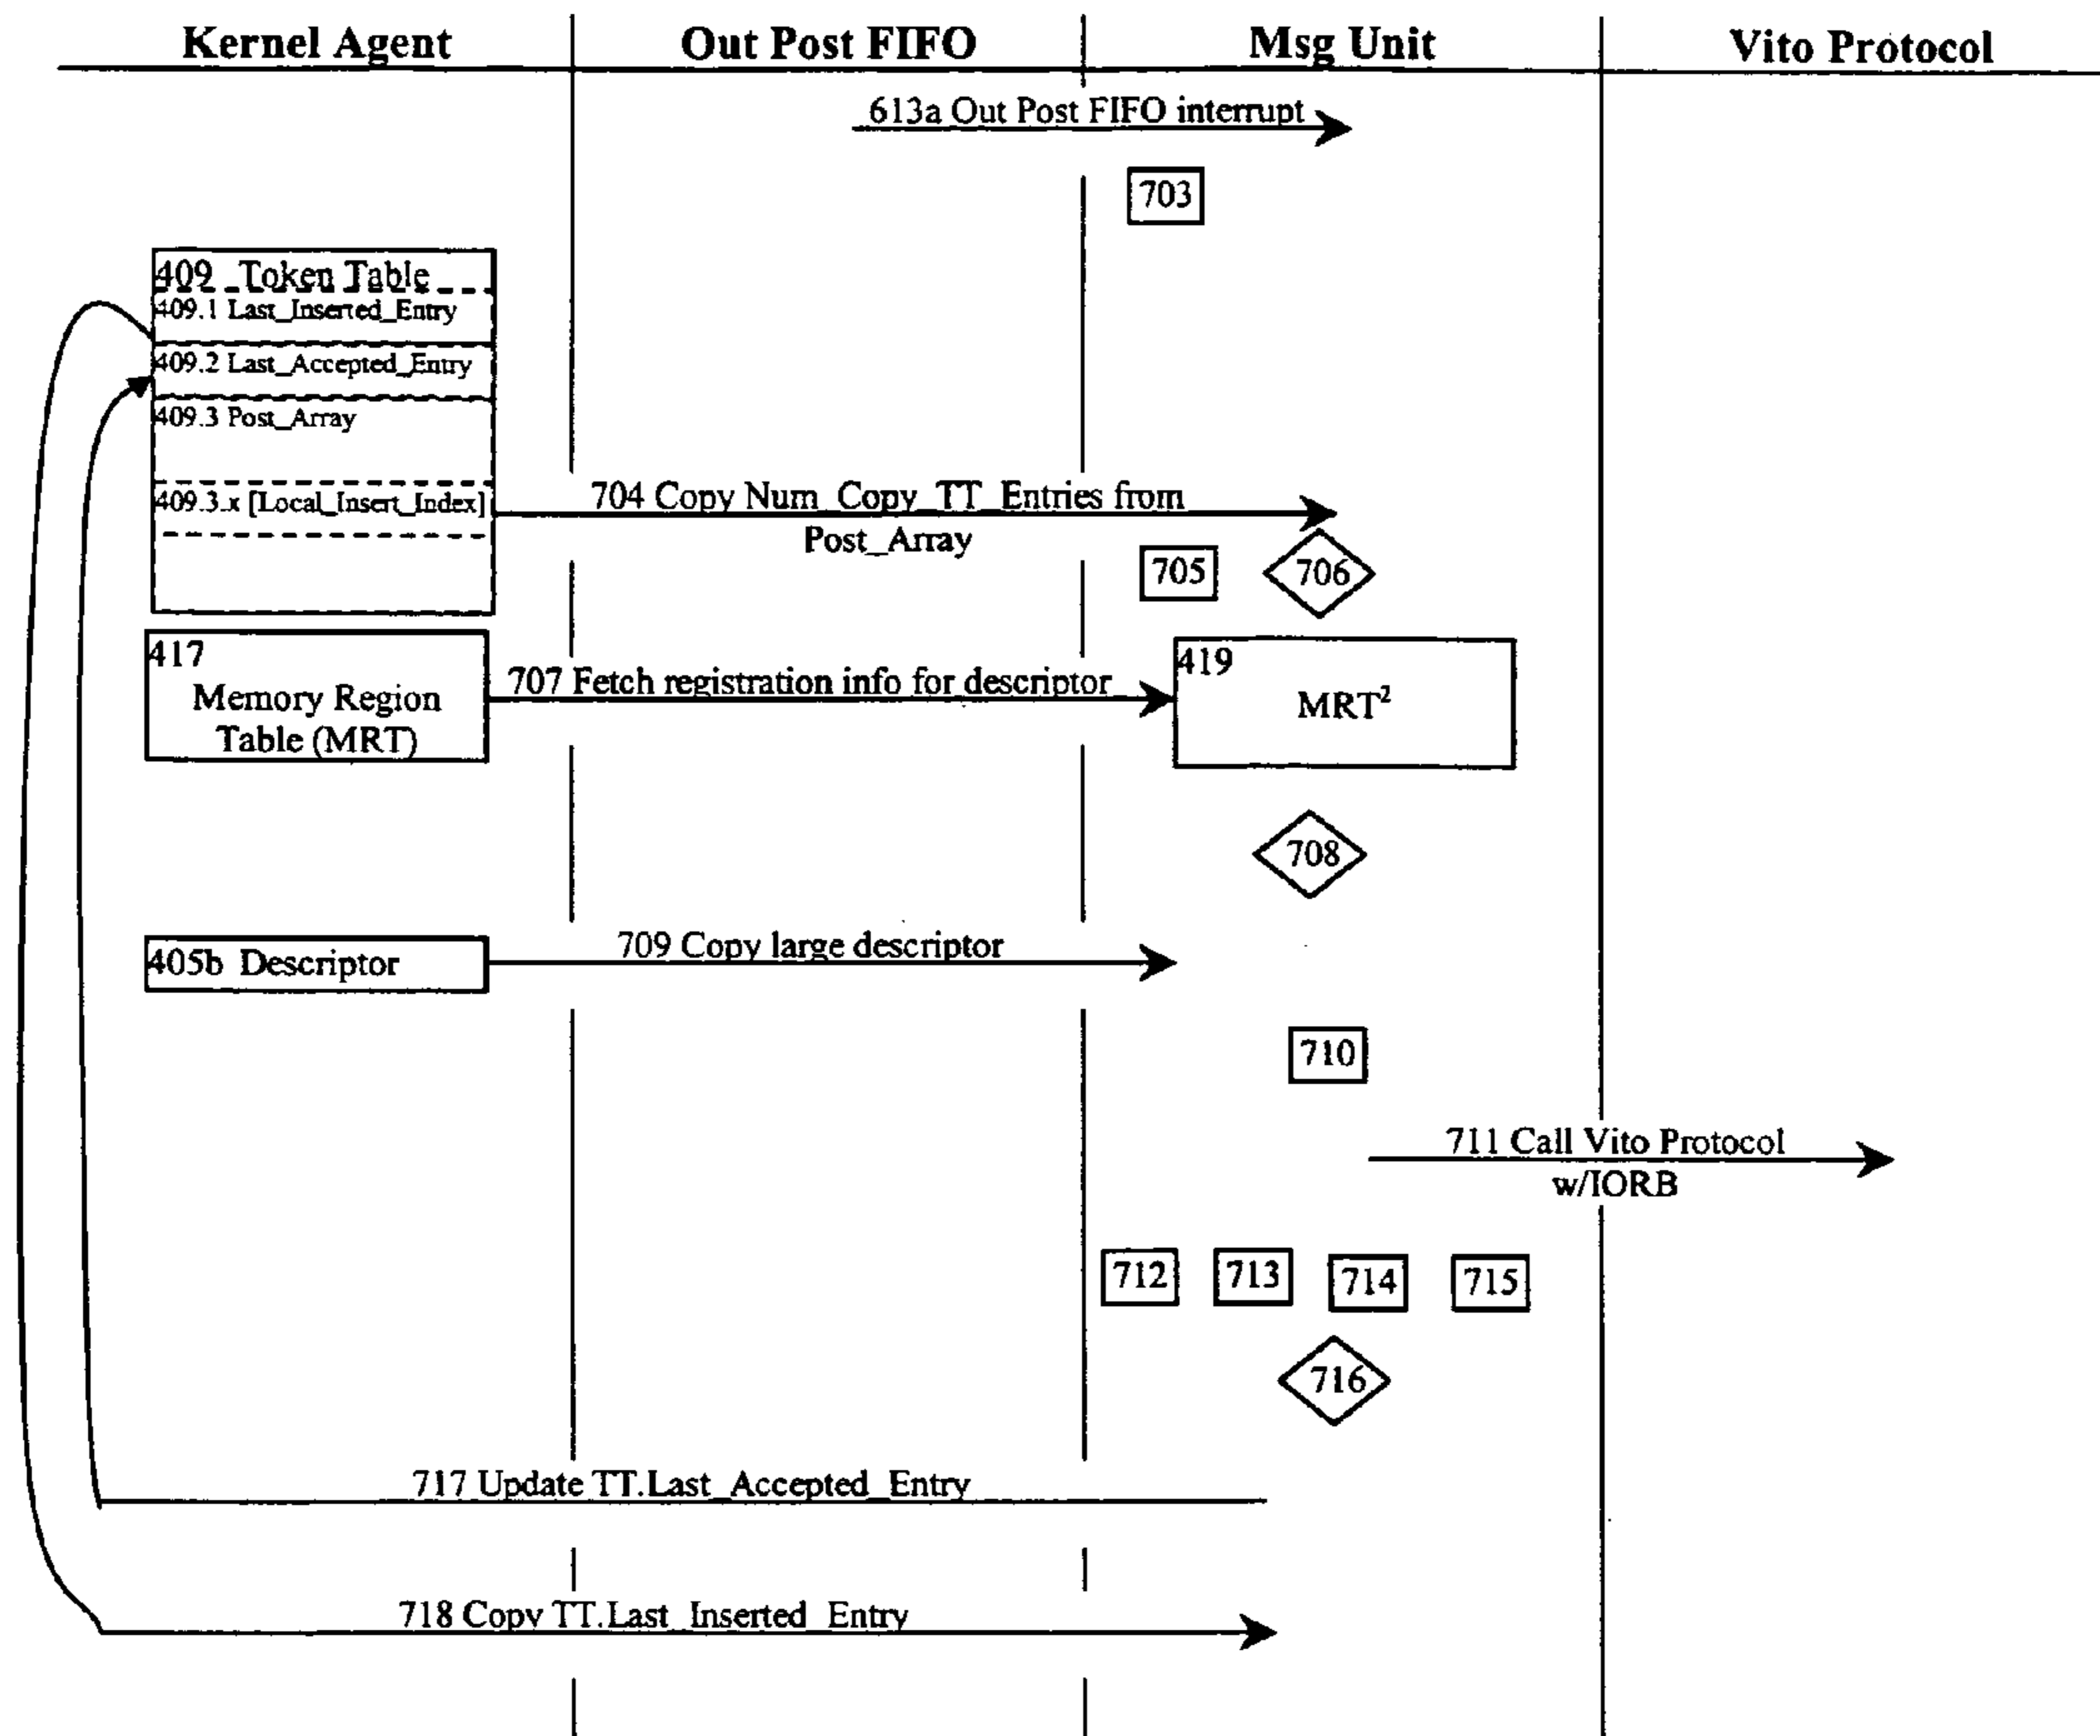 Kernel Agent
Out Post FIFO
Msg Unit
Vito Protocol
613a Out Post FIFO interrupt
703
409 Token Table
409.1 Last_Inserted_Entry
409.2 Last_Accepted_Entry
409.3 Post_Array
409.3.x [Local_Insert_Index]
704 Copy Num_Copy_TT_Entries from
Post_Array
705
706
417
Memory Region
Table (MRT)
707 Fetch registration info for descriptor
419
MRT²
708
405b Descriptor
709 Copy large descriptor
710
711 Call Vito Protocol
w/IORB
712
713
714
715
716
717 Update TT.Last_Accepted_Entry
718 Copy TT.Last_Inserted_Entry